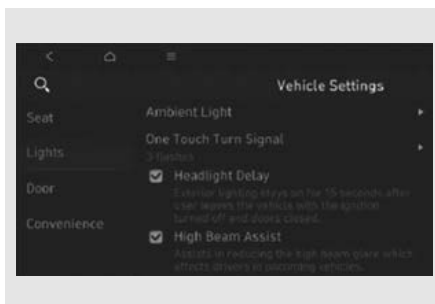 Vehicle Settings
Seat
Ambient Light
One Touch Turn Signal
3 flashes
Lights
Headlight Delay
Exterior lighting stays on for 15 seconds after
user leaves the vehicle with the ignition
turned off and doors closed.
Door
Convenience
High Beam Assist
Assists in reducing the high beam glare which
affects drivers in oncoming vehicles.